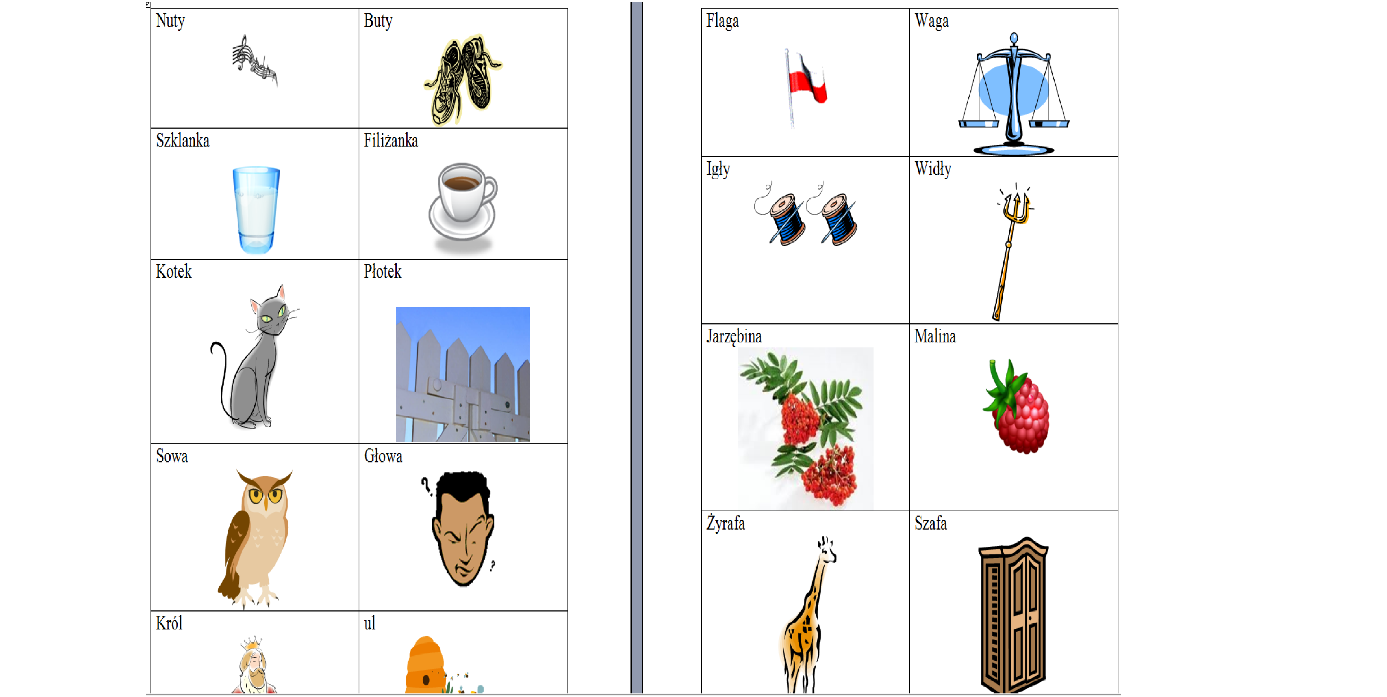 Nuty
Buty
Szklanka
Filiżanka
Kotek
Płotek
Sowa
Głowa
Król
ul
Flaga
Waga
Igły
Widły
Jarzębina
Malina
Żyrafa
Szafa